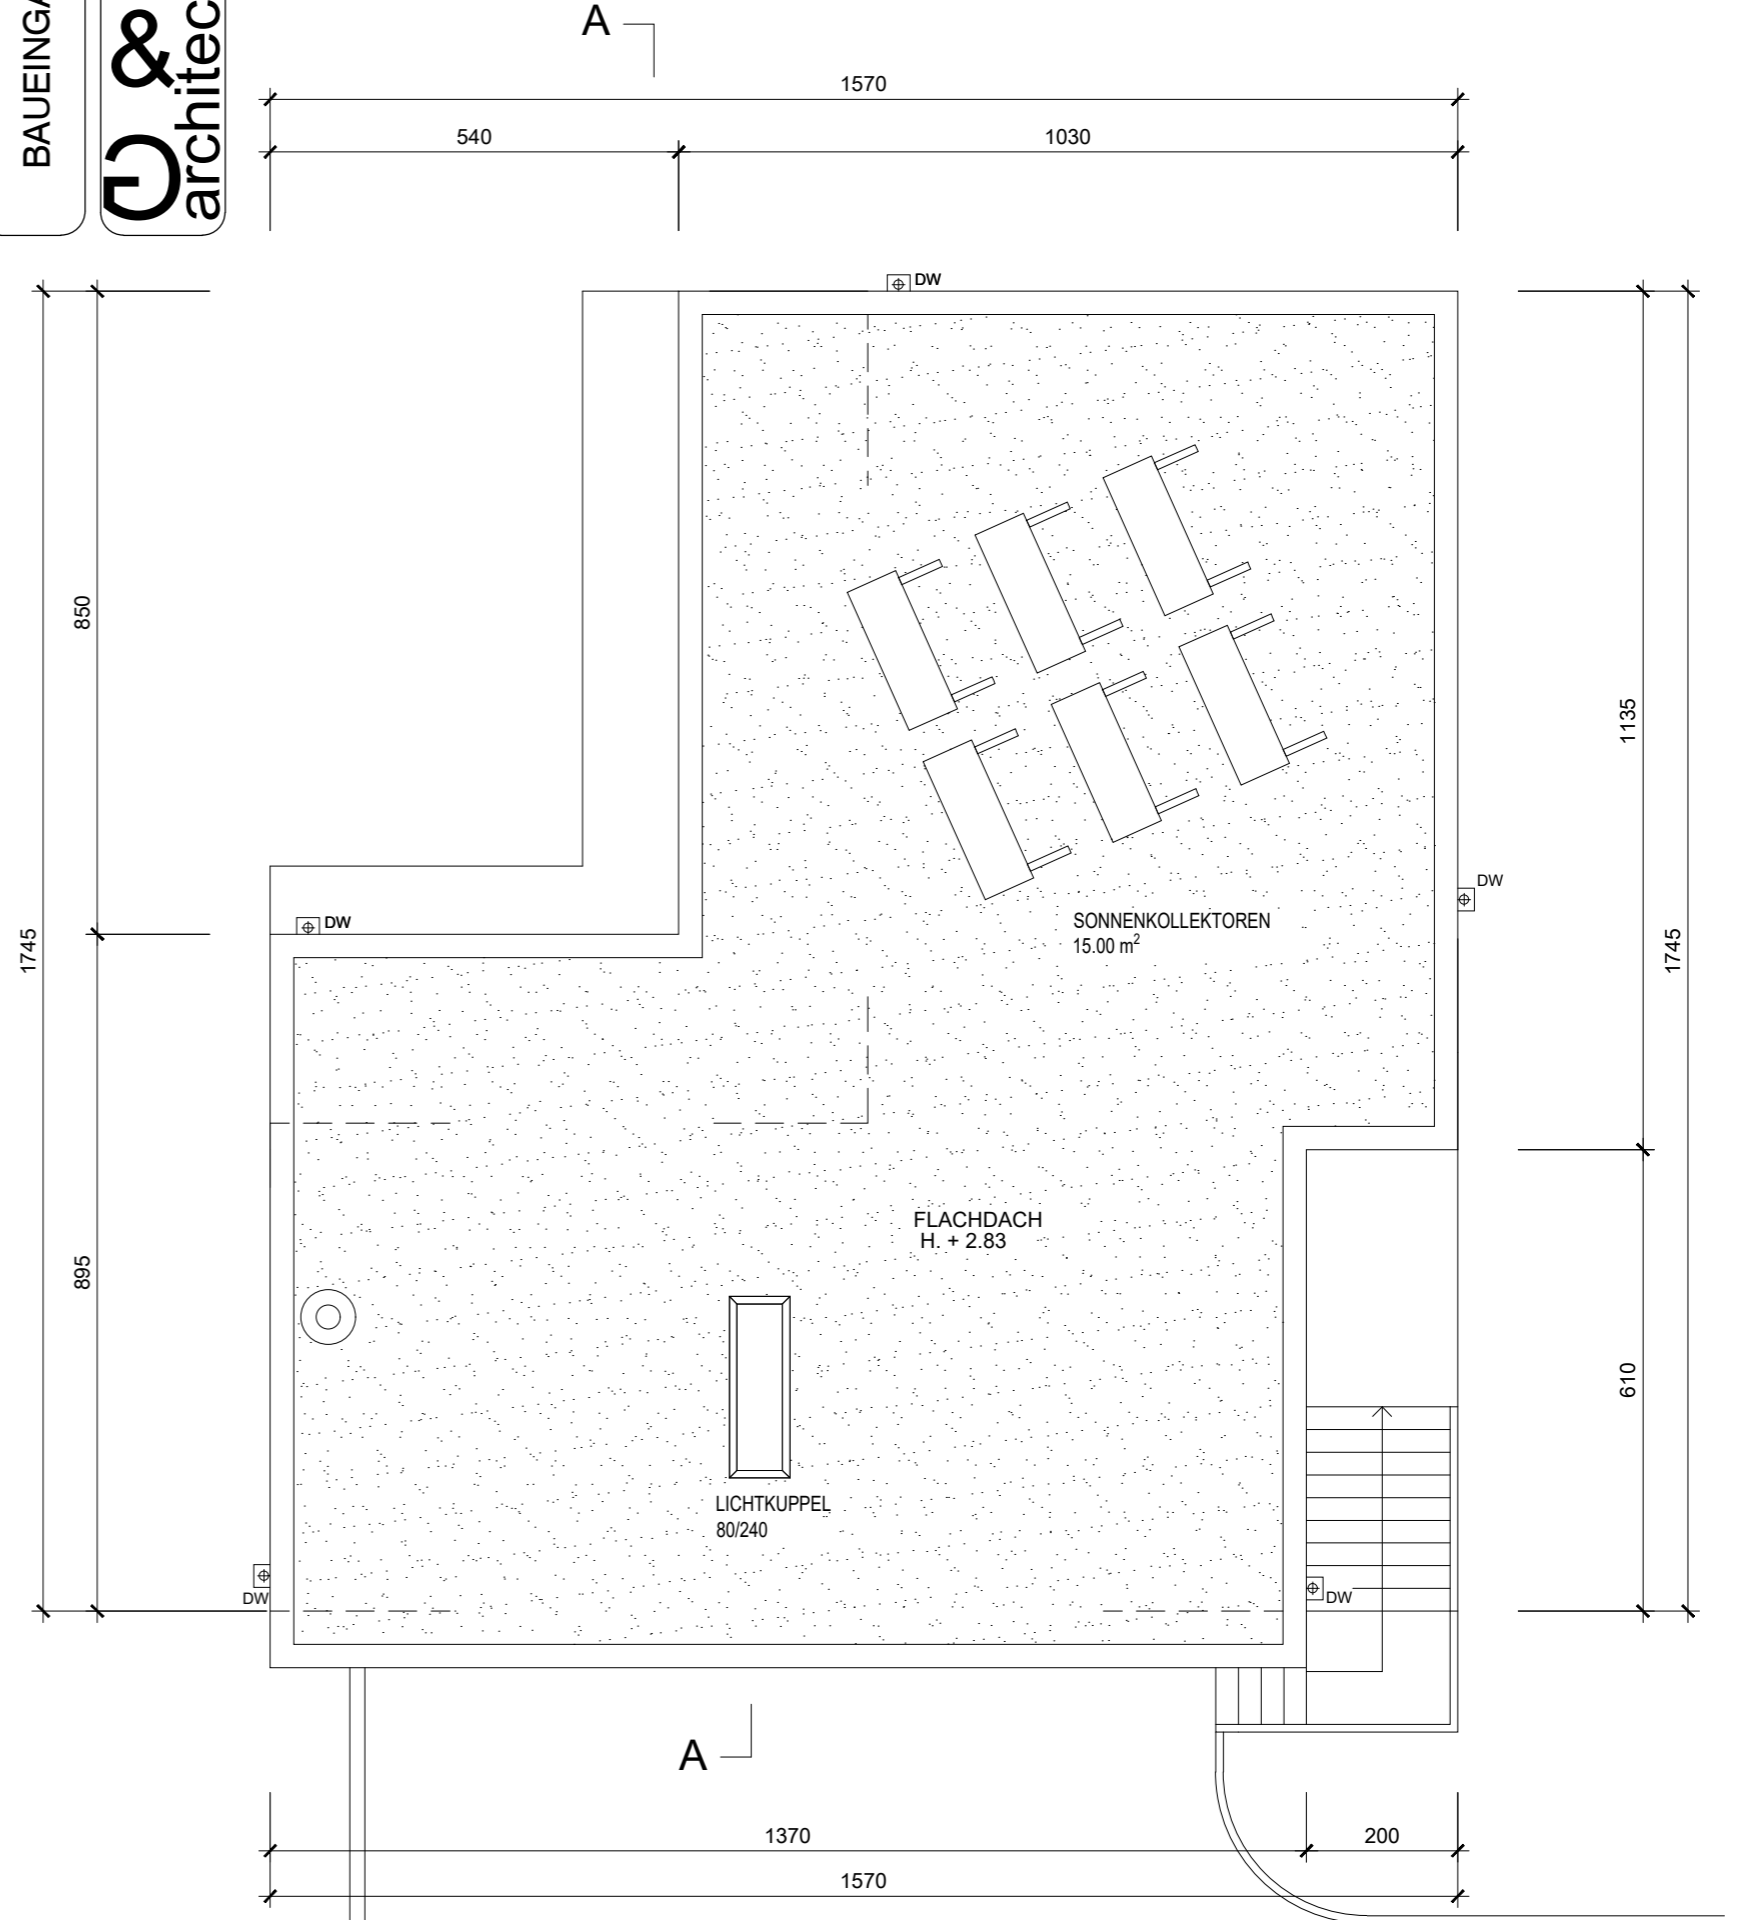 A
BAUEINGA
G &
architec
1570
540
1030
DW
850
1135
DW
DW
1745
SONNENKOLLEKTOREN
15.00 m²
1745
FLACHDACH
H. + 2.83
895
610
LICHTKUPPEL
80/240
DW
DW
A
1370
200
1570